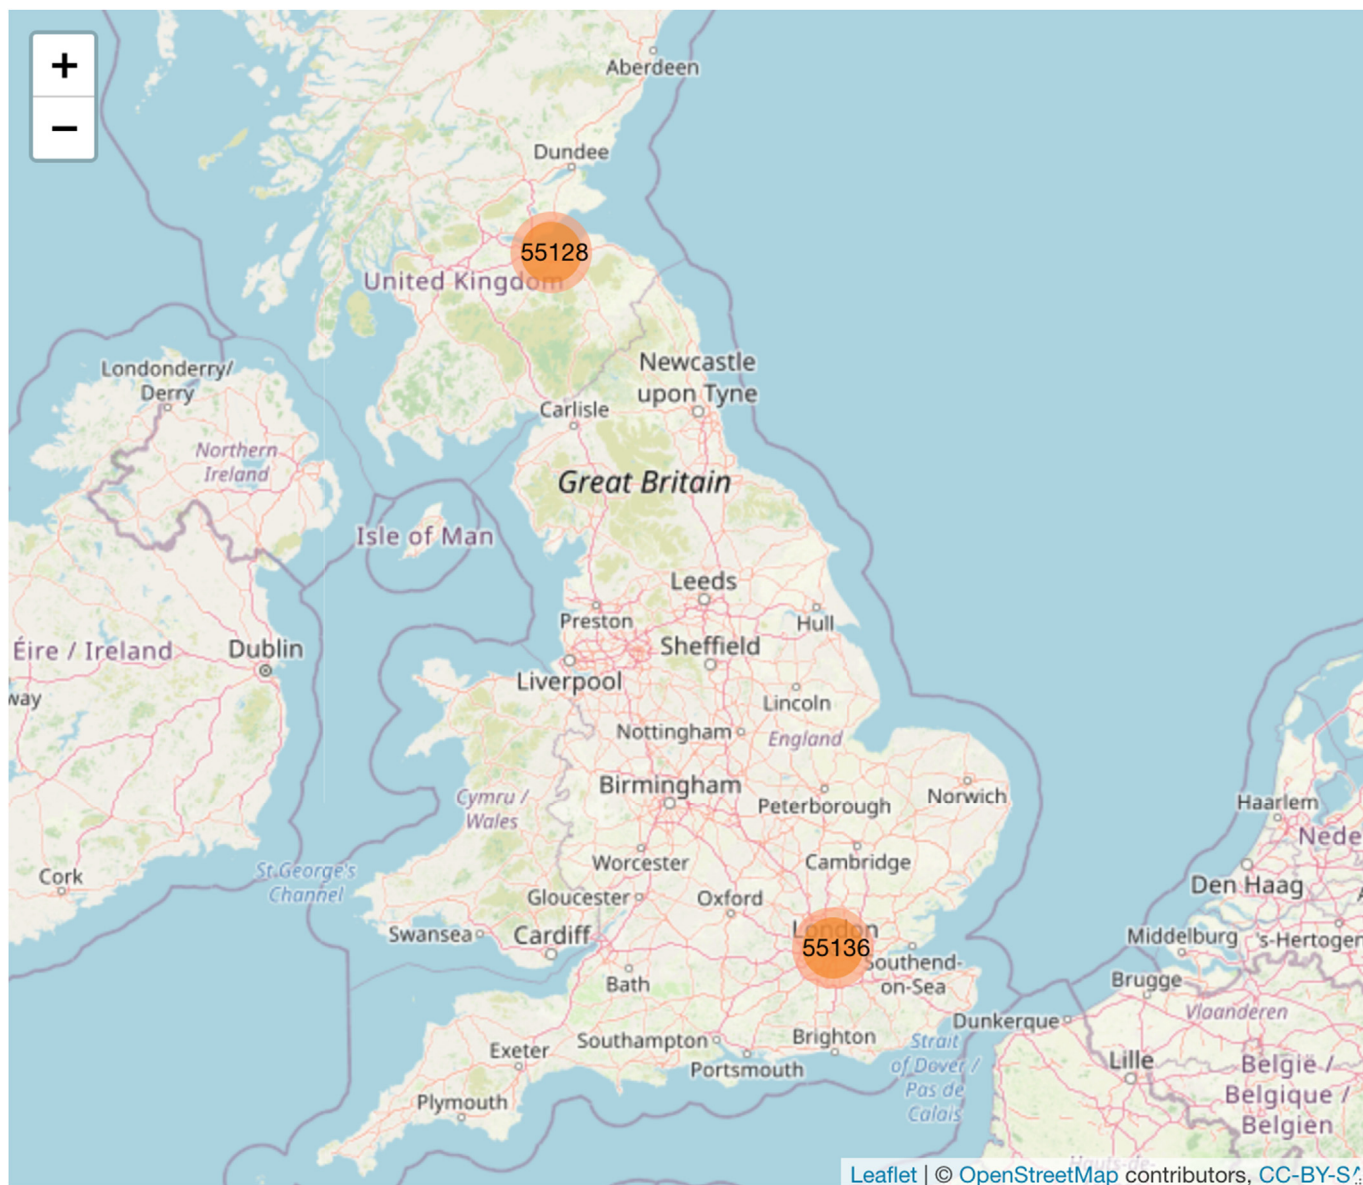 +
−
Aberdeen
Dundee
55128
United Kingdom
Londonderry/
Derry
Newcastle
upon Tyne
Carlisle
Northern
Ireland
Great Britain
Isle of Man
Leeds
Preston
Hull
Sheffield
Éire / Ireland
Dublin
Liverpool
way
Lincoln
Nottingham
England
Birmingham
Peterborough
Norwich
Cymru /
Wales
Haarlem
Nede
Worcester
Cambridge
St George's
Channel
Cork
Gloucester
Oxford
Den Haag
London
55136
Swansea
Cardiff
Middelburg
's-Hertogen
Southend-
on-Sea
Bath
Brugge
Vlaanderen
Dunkerque
Southampton
Brighton
Strait
of Dover /
Pas de
Calais
Exeter
Portsmouth
Lille
België /
Belgique /
Belgien
Plymouth
Hauts-de-
Leaflet | © OpenStreetMap contributors, CC-BY-SA